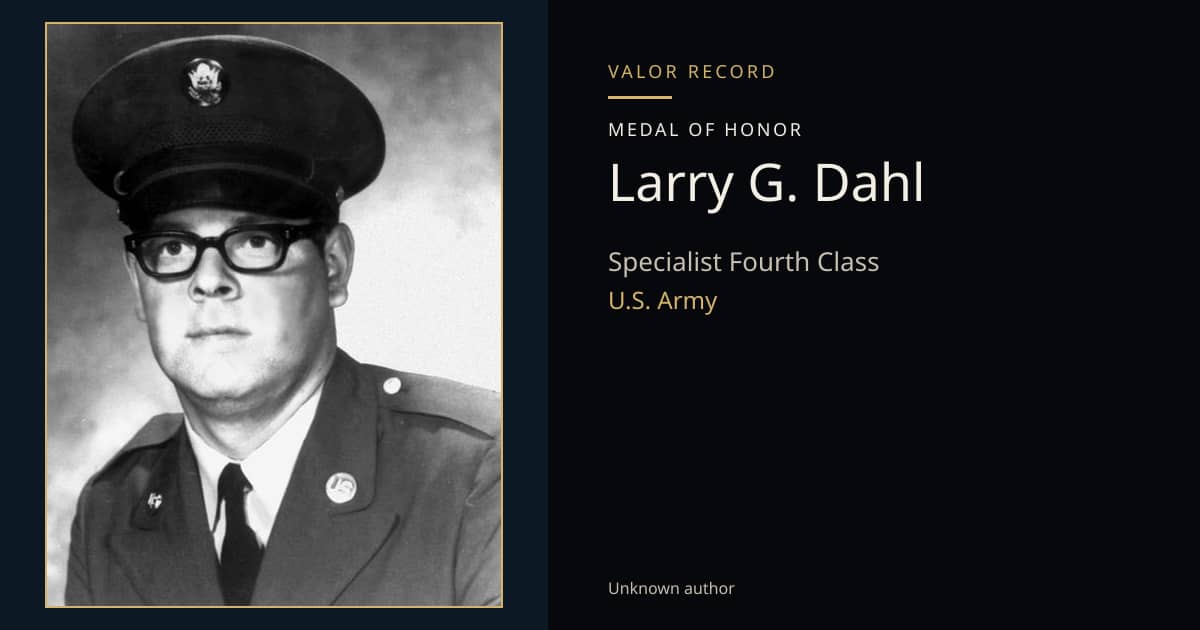 VALOR RECORD
MEDAL OF HONOR
Larry G. Dahl
Specialist Fourth Class
U.S. Army
Unknown author